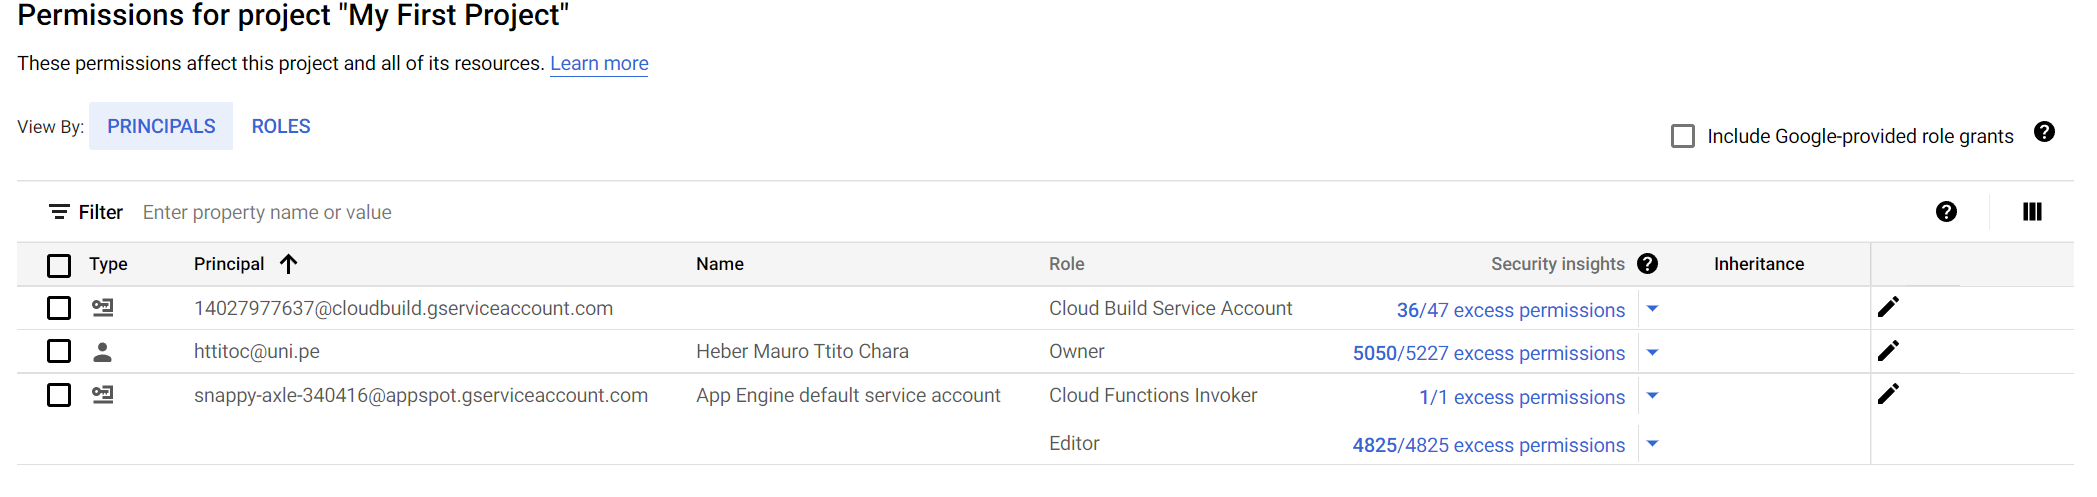 Permissions for project "My First Project"
These permissions affect this project and all of its resources. Learn more
View By: PRINCIPALS ROLES
Include Google-provided role grants
Filter Enter property name or value
Type Principal Name Role Security insights Inheritance
14027977637@cloudbuild.gserviceaccount.com Cloud Build Service Account 36/47 excess permissions
httitoc@uni.pe Heber Mauro Ttito Chara Owner 5050/5227 excess permissions
snappy-axle-340416@appspot.gserviceaccount.com App Engine default service account Cloud Functions Invoker 1/1 excess permissions
Editor 4825/4825 excess permissions